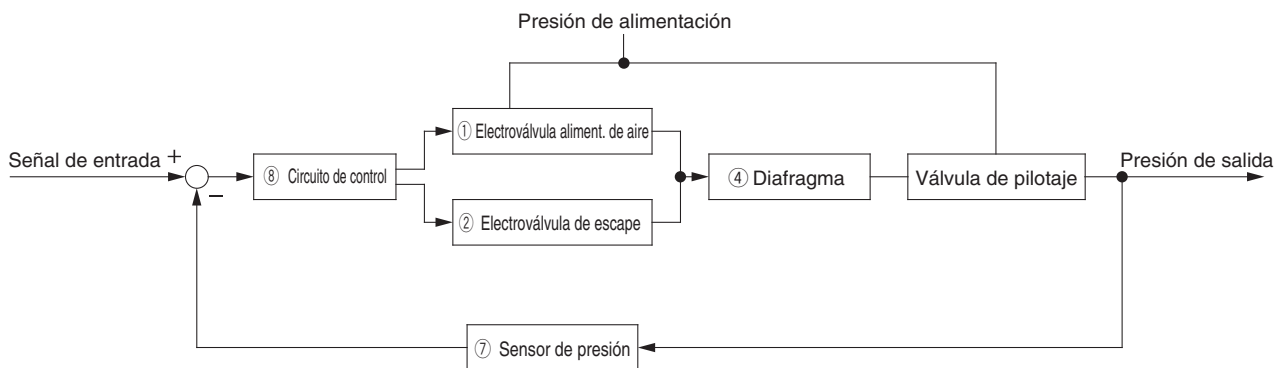 Presión de alimentación
① Electroválvula aliment. de aire
Señal de entrada +
−
⑧ Circuito de control
④ Diafragma
Válvula de pilotaje
Presión de salida
② Electroválvula de escape
⑦ Sensor de presión